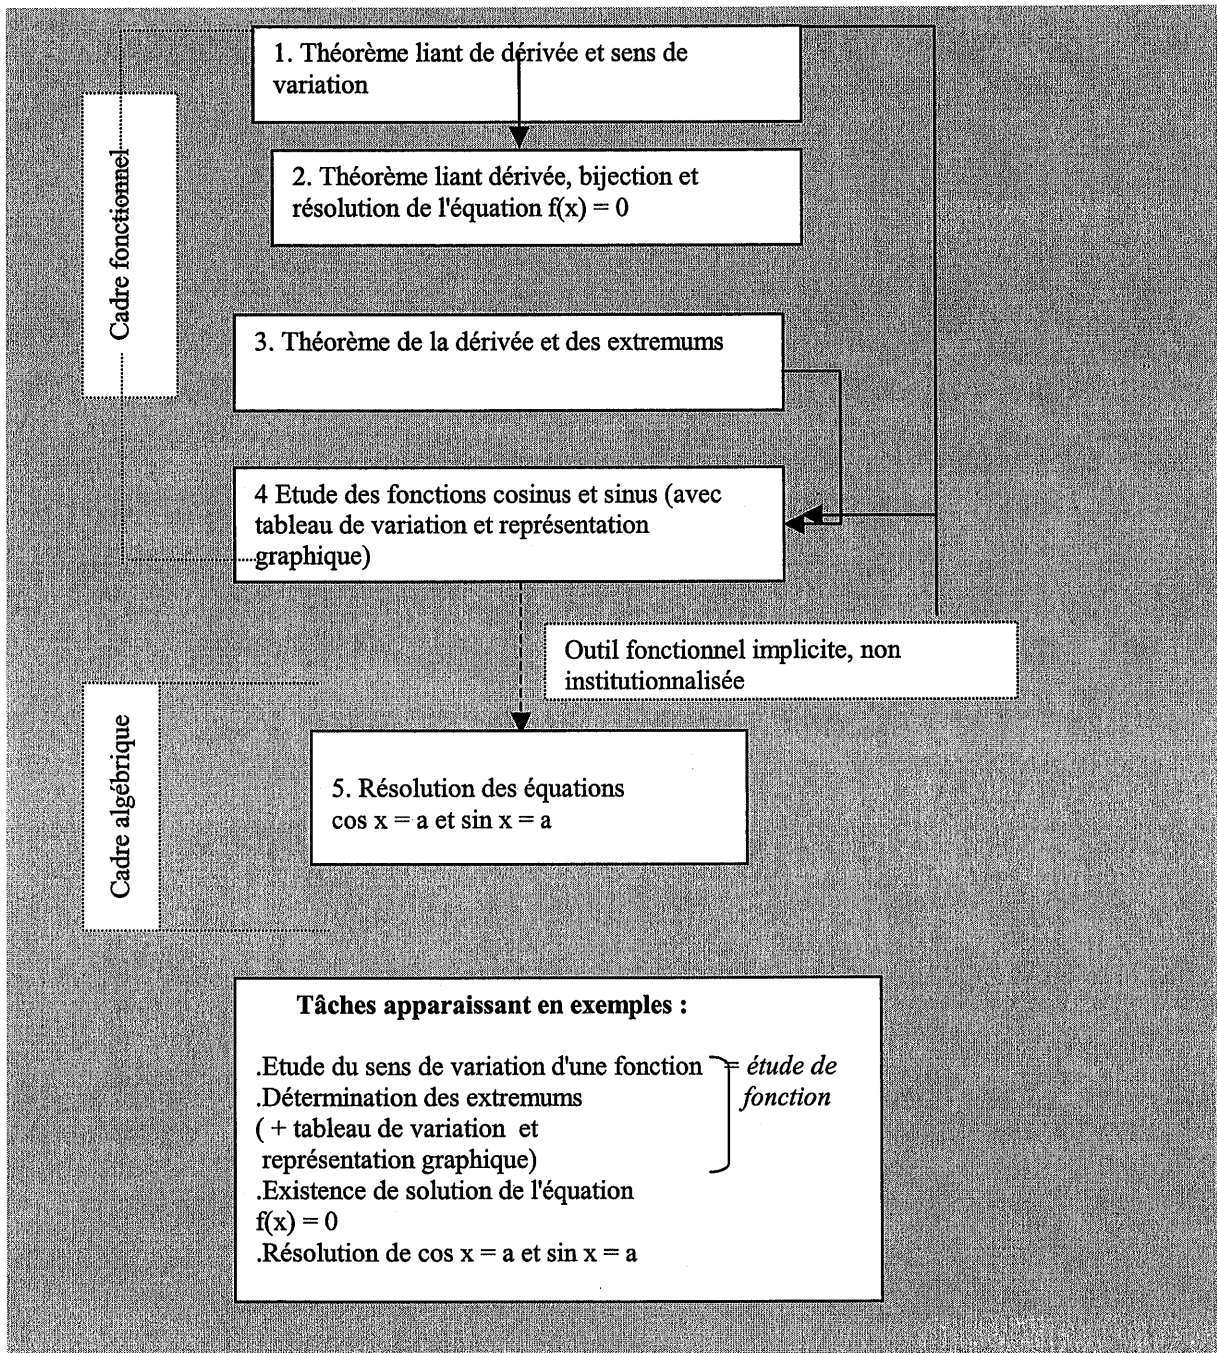 1. Théorème liant de dérivée et sens de
variation
Cadre fonctionnel
2. Théorème liant dérivée, bijection et
résolution de l'équation f(x) = 0
3. Théorème de la dérivée et des extremums
4 Etude des fonctions cosinus et sinus (avec
tableau de variation et représentation
graphique)
Outil fonctionnel implicite, non
institutionnalisée
Cadre algébrique
5. Résolution des équations
cos x = a et sin x = a
Tâches apparaissant en exemples :
.Etude du sens de variation d'une fonction = étude de
.Détermination des extremums fonction
( + tableau de variation et
représentation graphique)
.Existence de solution de l'équation
f(x) = 0
.Résolution de cos x = a et sin x = a